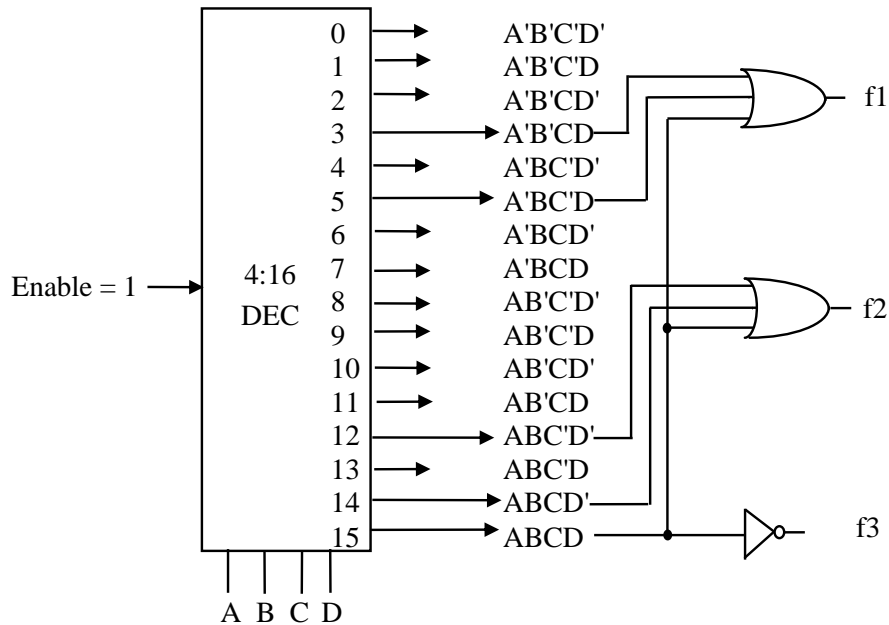 0 A'B'C'D'
1 A'B'C'D
2 A'B'CD'
3 A'B'CD
f1
4 A'BC'D'
5 A'BC'D
6 A'BCD'
7 A'BCD
Enable = 1
4:16
DEC
8 AB'C'D'
9 AB'C'D
f2
10 AB'CD'
11 AB'CD
12 ABC'D'
13 ABC'D
14 ABCD'
15 ABCD
f3
A B C D